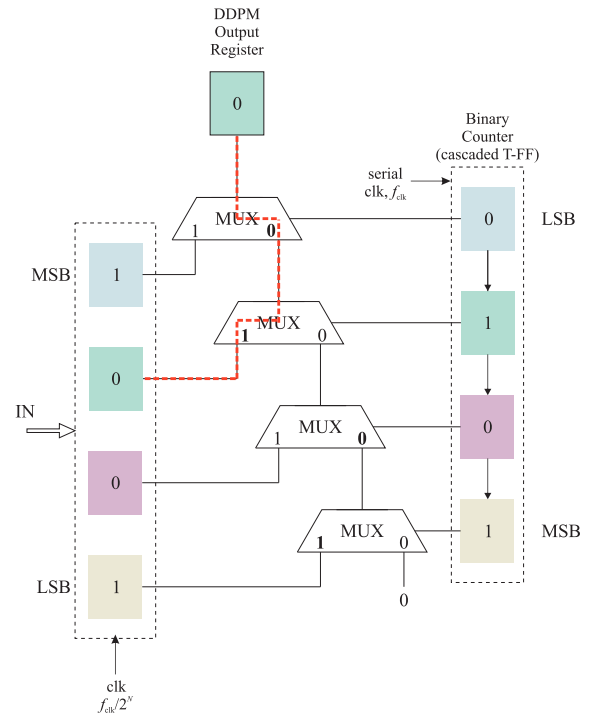 DDPM
Output
Register
0
Binary
Counter
(cascaded T-FF)
serial
clk, fclk
MUX
1 0
0
LSB
MSB
1
MUX
1 0
1
0
IN
MUX
1 0
0
0
MUX
1 0
1
MSB
LSB
1
0
clk
fclk/2^N